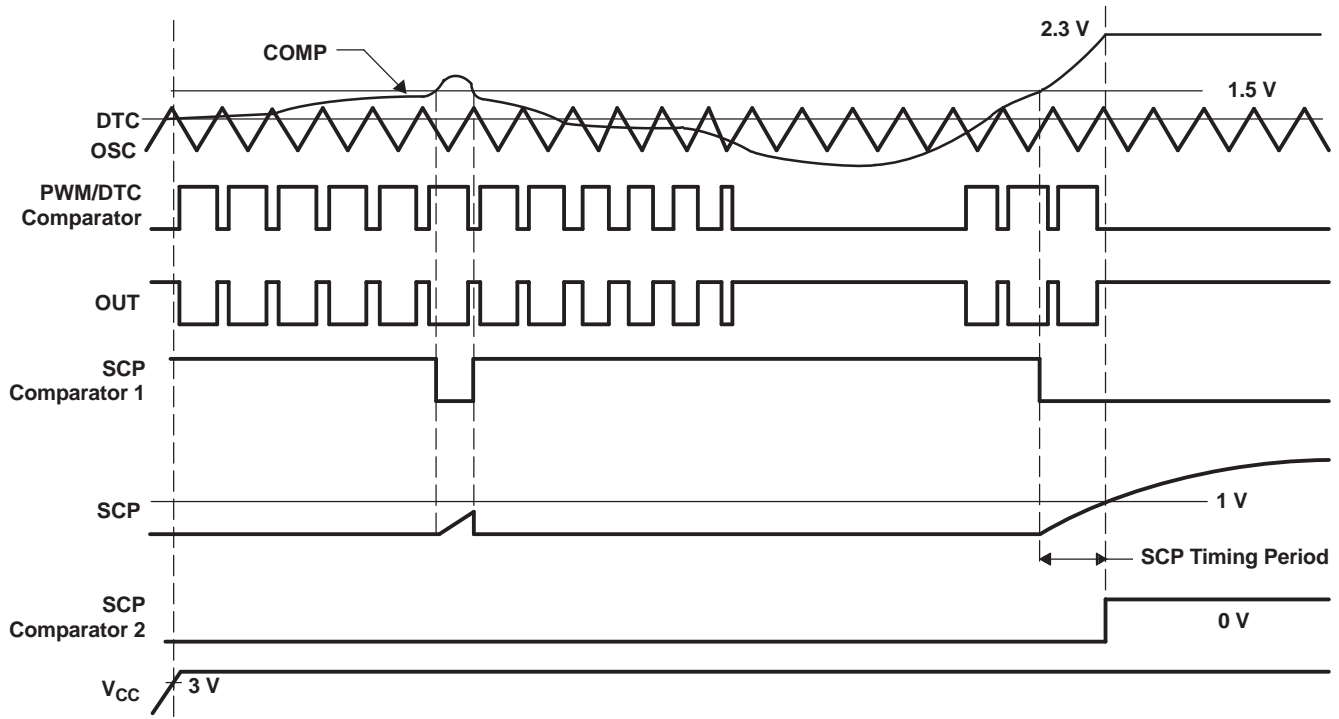 2.3 V
COMP
1.5 V
DTC
OSC
PWM/DTC
Comparator
OUT
SCP
Comparator 1
SCP
1 V
SCP Timing Period
SCP
Comparator 2
0 V
VCC
3 V